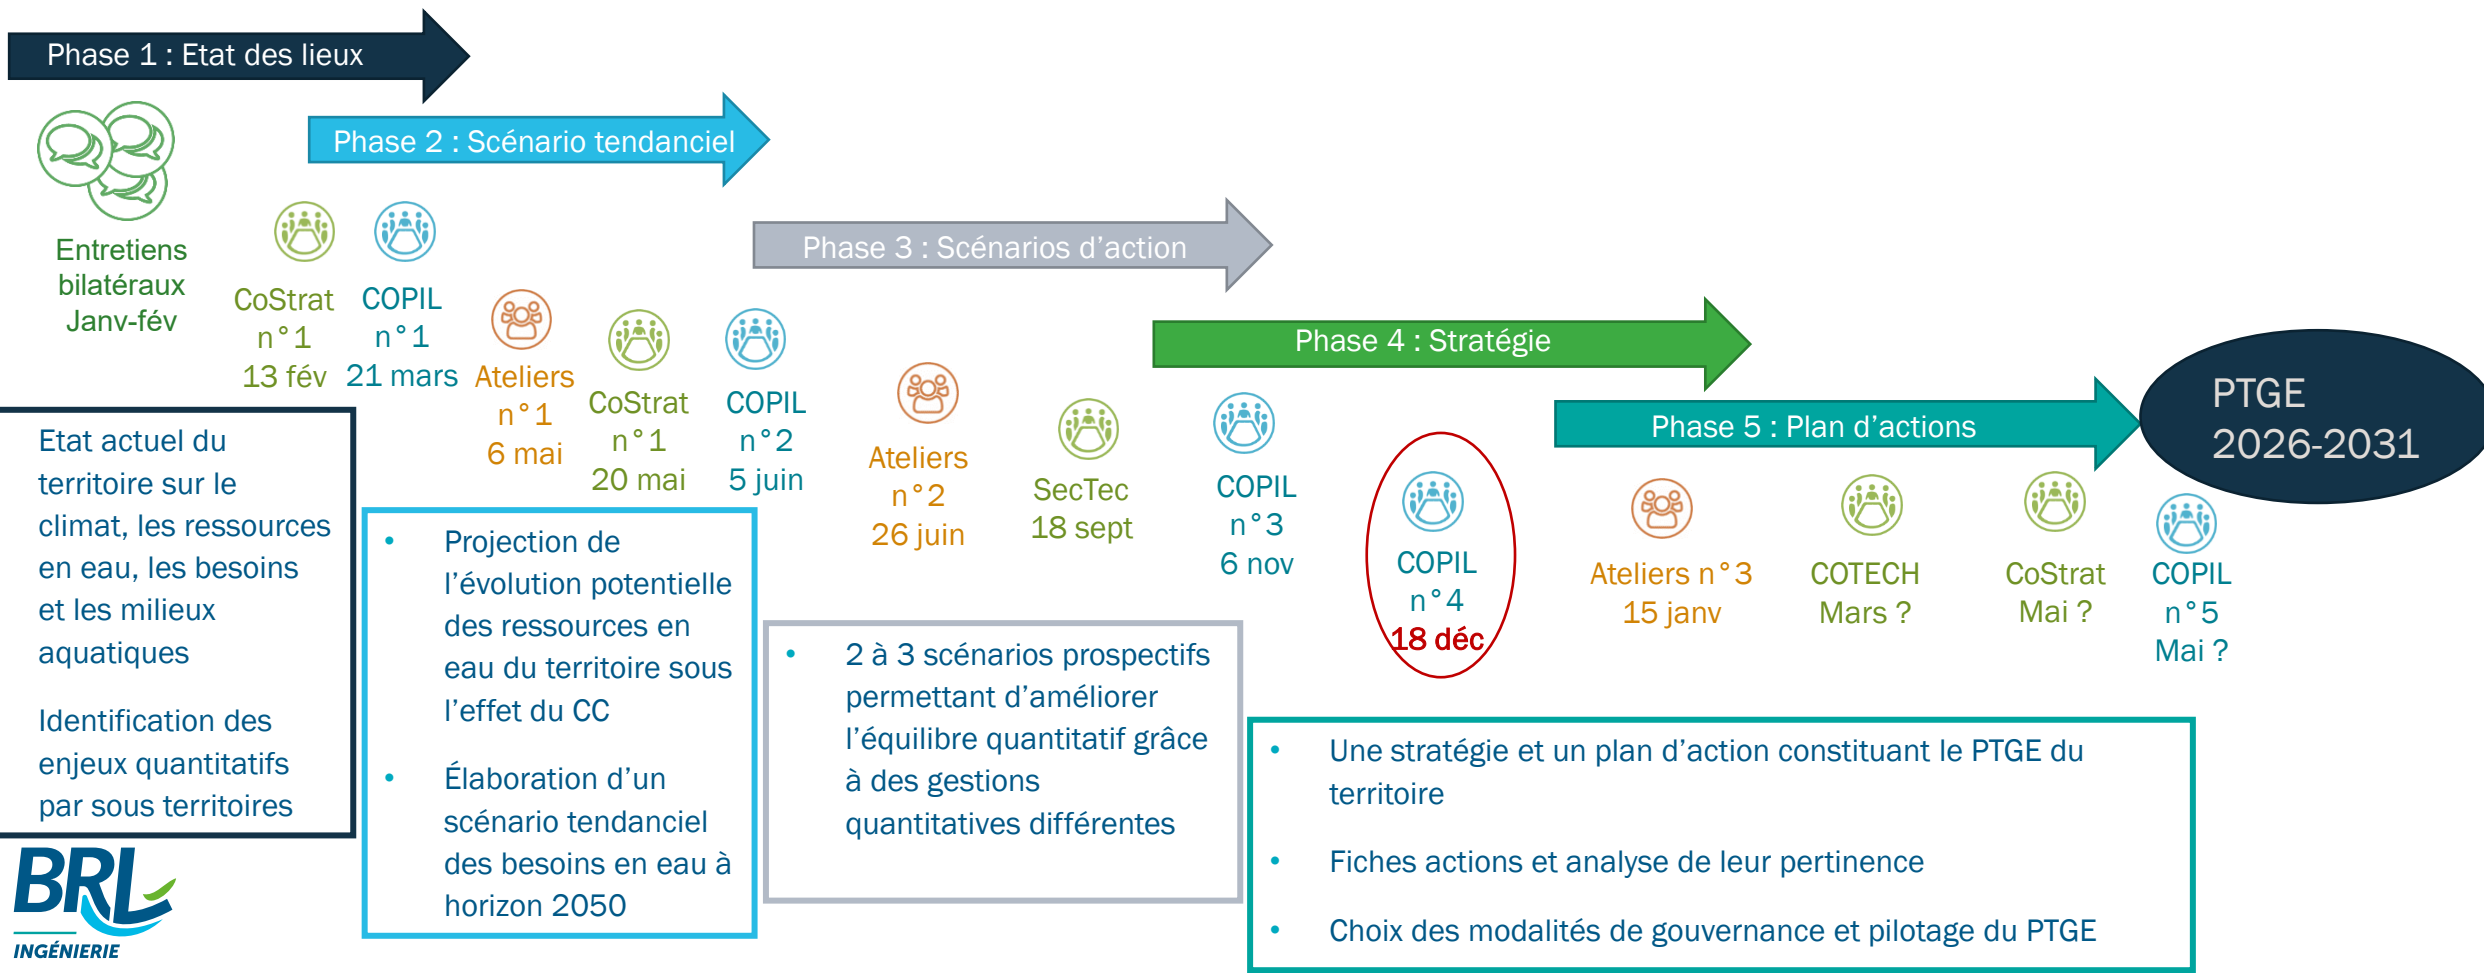 Phase 1 : Etat des lieux
Phase 2 : Scénario tendanciel
Phase 3 : Scénarios d'action
Phase 4 : Stratégie
Phase 5 : Plan d'actions
PTGE
2026-2031
Entretiens
bilatéraux
Janv-fév
CoStrat
n°1
13 fév
COPIL
n°1
21 mars
Ateliers
n°1
6 mai
CoStrat
n°1
20 mai
COPIL
n°2
5 juin
Ateliers
n°2
26 juin
SecTec
18 sept
COPIL
n°3
6 nov
COPIL
n°4
18 déc
Ateliers n°3
15 janv
COTECH
Mars ?
CoStrat
Mai ?
COPIL
n°5
Mai ?
Etat actuel du
territoire sur le
climat, les ressources
en eau, les besoins
et les milieux
aquatiques
Identification des
enjeux quantitatifs
par sous territoires
• Projection de
l'évolution potentielle
des ressources en
eau du territoire sous
l'effet du CC
• Élaboration d'un
scénario tendanciel
des besoins en eau à
horizon 2050
• 2 à 3 scénarios prospectifs
permettant d'améliorer
l'équilibre quantitatif grâce
à des gestions
quantitatives différentes
• Une stratégie et un plan d'action constituant le PTGE du
territoire
• Fiches actions et analyse de leur pertinence
• Choix des modalités de gouvernance et pilotage du PTGE
BRL
INGÉNIERIE